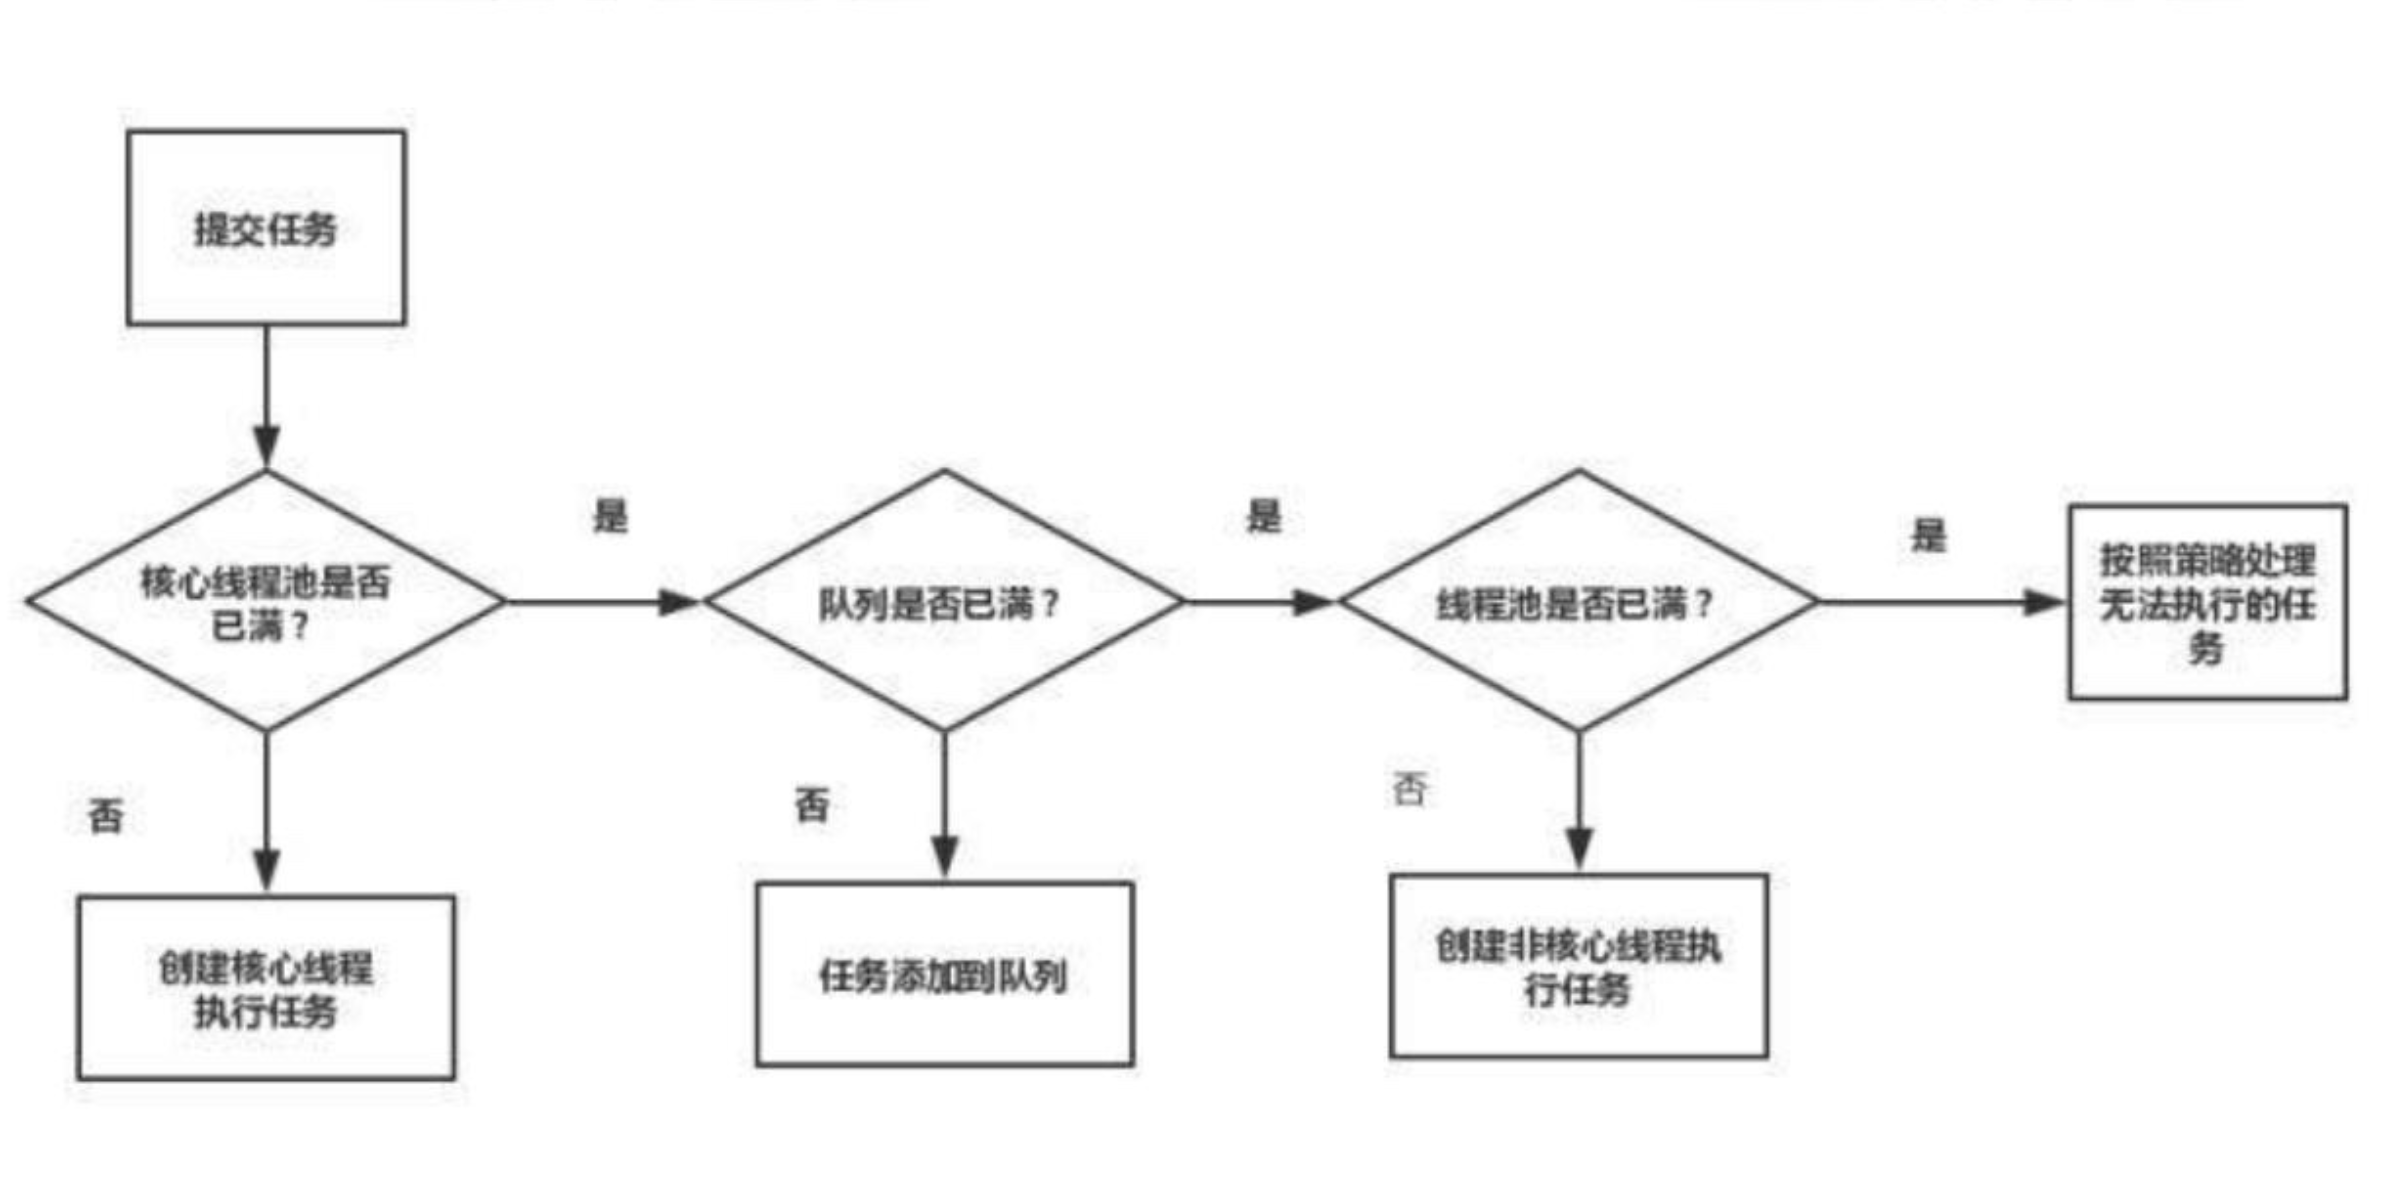 提交任务
核心线程池是否
已满？
是
队列是否已满？
是
线程池是否已满？
是
按照策略处理
无法执行的任
务
否
创建核心线程
执行任务
否
任务添加到队列
否
创建非核心线程执
行任务